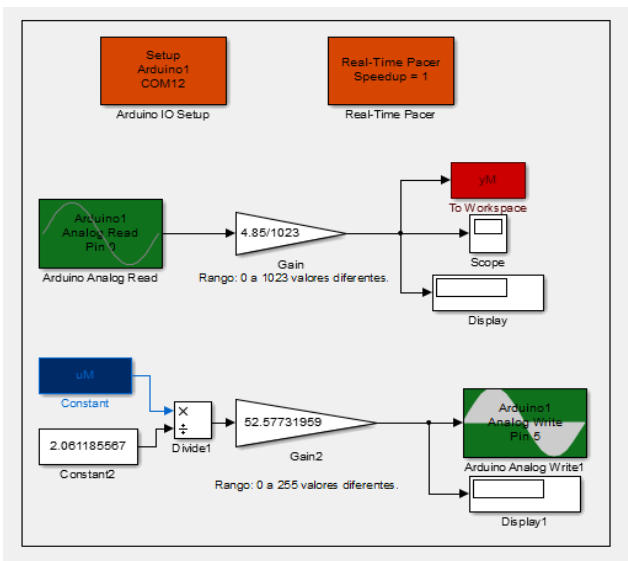 Setup
Arduino1
COM12
Arduino IO Setup
Real-Time Pacer
Speedup = 1
Real-Time Pacer
Arduino1
Analog Read
Pin 0
Arduino Analog Read
4.85/1023
Gain
Rango: 0 a 1023 valores diferentes.
yM
To Workspace
Scope
Display
uM
Constant
2.061185567
Constant2
×
÷
Divide1
52.57731959
Gain2
Rango: 0 a 255 valores diferentes.
Arduino1
Analog Write
Pin 5
Arduino Analog Write1
Display1